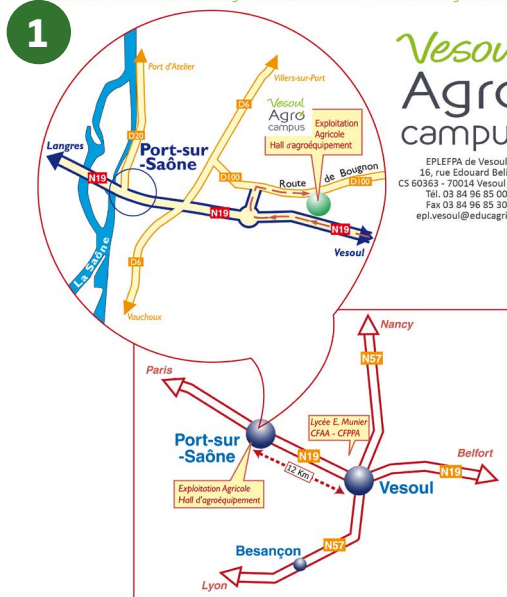 1
Port d'Atelier
Villers-sur-Port
D6
Vesoul
Agro
campus
Exploitation
Agricole
Hall d'agroéquipement
Langres
D20
Port-sur
-Saône
N19
D100
Route de Bougnon
D100
N19
N19
Vesoul
La Saône
D6
Vauchoux
Vesou
Agro
campu
EPLEFPA de Vesoul
16, rue Edouard Beli
CS 60363 - 70014 Vesoul
Tél. 03 84 96 85 00
Fax 03 84 96 85 30
epl.vesoul@educagri
Nancy
N57
Paris
Lycée E. Munier
CFAA - CFPPA
Port-sur
-Saône
N19
12 Km
Belfort
N19
Vesoul
Exploitation Agricole
Hall d'agroéquipement
Besançon
N57
Lyon